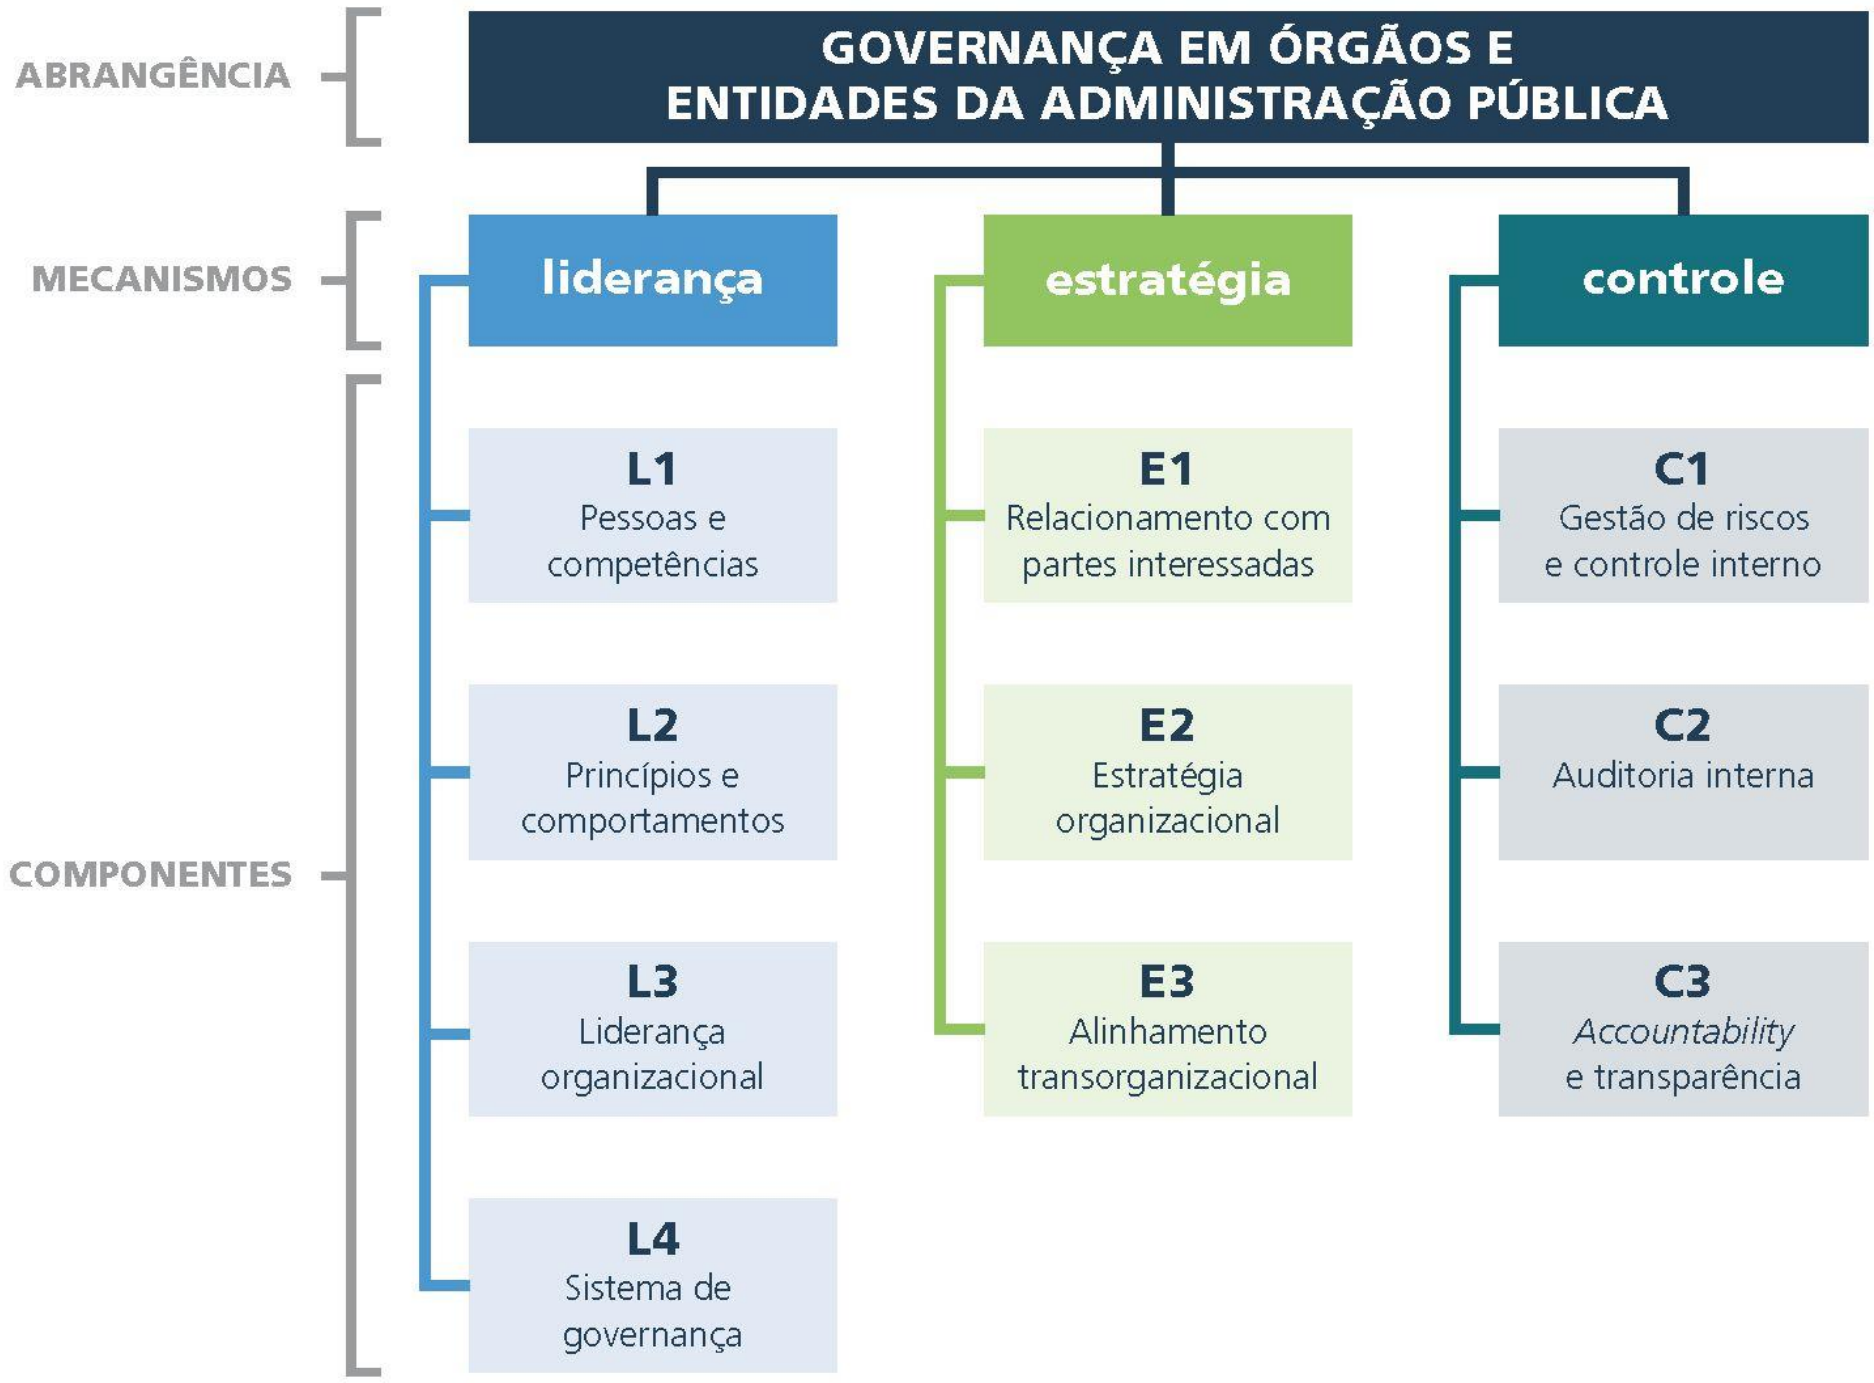 ABRANGÊNCIA
GOVERNANÇA EM ÓRGÃOS E
ENTIDADES DA ADMINISTRAÇÃO PÚBLICA
MECANISMOS
liderança
estratégia
controle
COMPONENTES
L1
Pessoas e
competências
L2
Princípios e
comportamentos
L3
Liderança
organizacional
L4
Sistema de
governança
E1
Relacionamento com
partes interessadas
E2
Estratégia
organizacional
E3
Alinhamento
transorganizacional
C1
Gestão de riscos
e controle interno
C2
Auditoria interna
C3
Accountability
e transparência